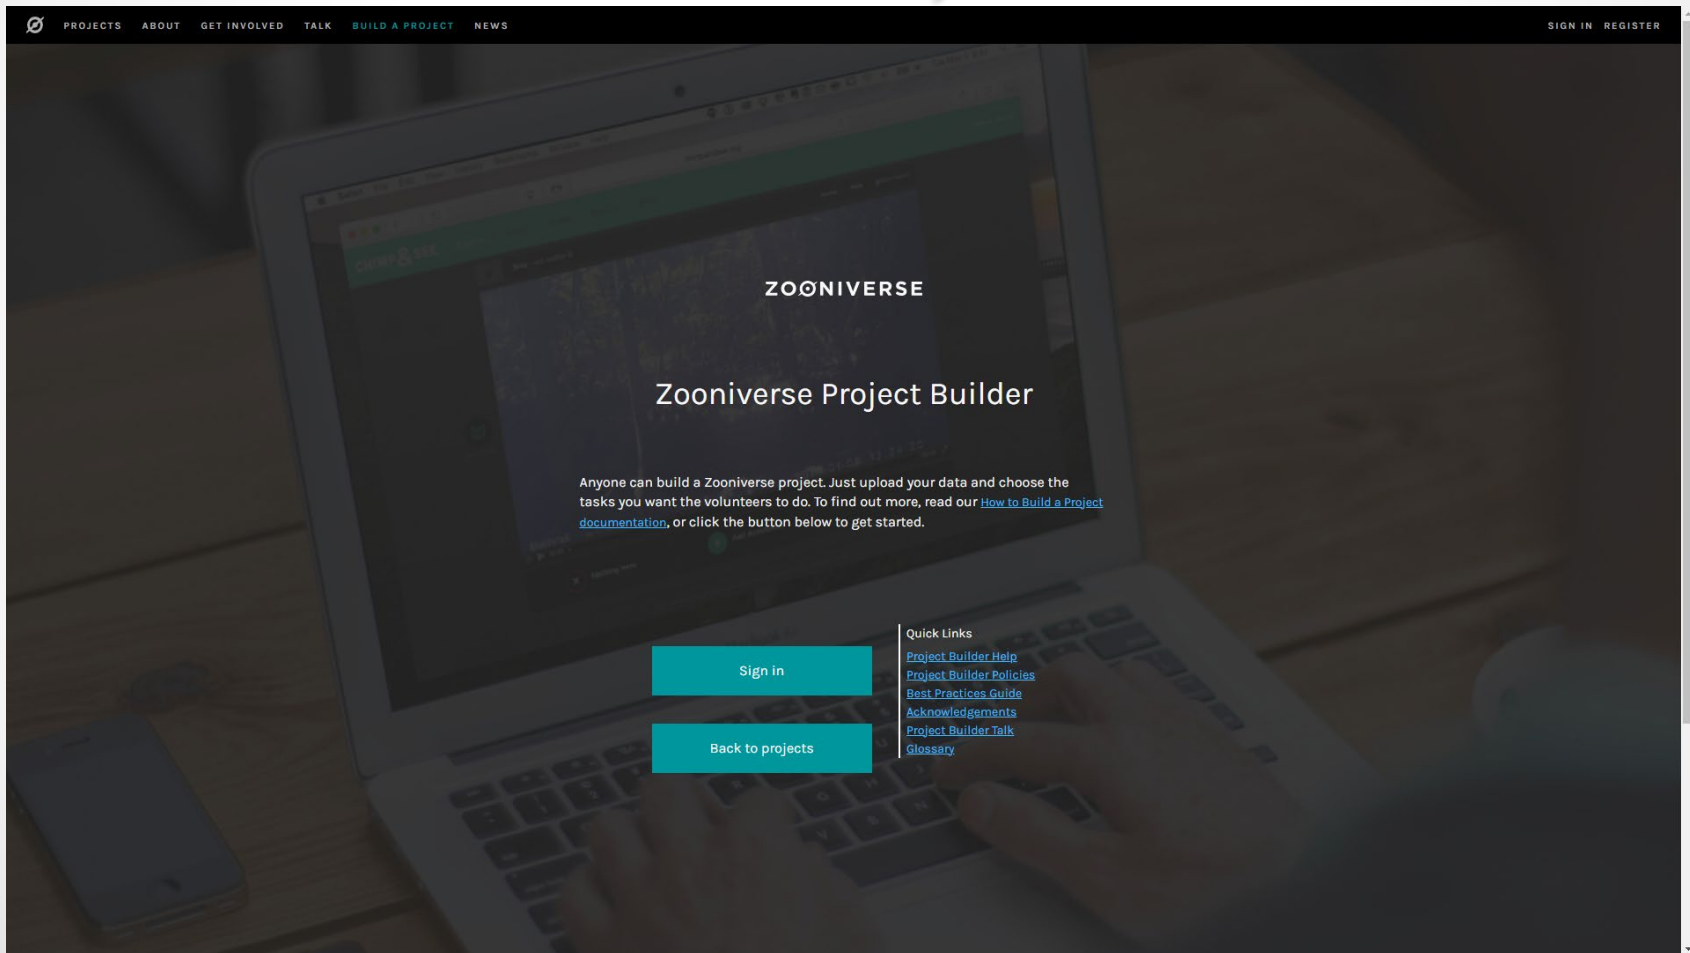 PROJECTS ABOUT GET INVOLVED TALK BUILD A PROJECT NEWS SIGN IN REGISTER
ZOONIVERSE
Zooniverse Project Builder
Anyone can build a Zooniverse project. Just upload your data and choose the
tasks you want the volunteers to do. To find out more, read our How to Build a Project
documentation, or click the button below to get started.
Sign in
Back to projects
Quick Links
Project Builder Help
Project Builder Policies
Best Practices Guide
Acknowledgements
Project Builder Talk
Glossary